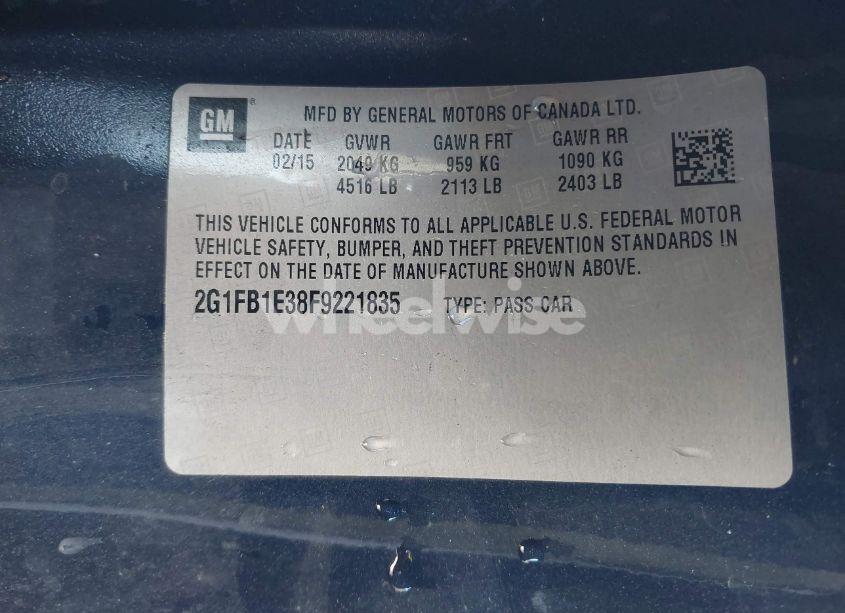 GM
MFD BY GENERAL MOTORS OF CANADA LTD.
DATE GVWR GAWR FRT GAWR RR
02/15 2049 KG 959 KG 1090 KG
4516 LB 2113 LB 2403 LB
THIS VEHICLE CONFORMS TO ALL APPLICABLE U.S. FEDERAL MOTOR
VEHICLE SAFETY, BUMPER, AND THEFT PREVENTION STANDARDS IN
EFFECT ON THE DATE OF MANUFACTURE SHOWN ABOVE.
2G1FB1E38F9221835 TYPE: PASS CAR
wheelwise